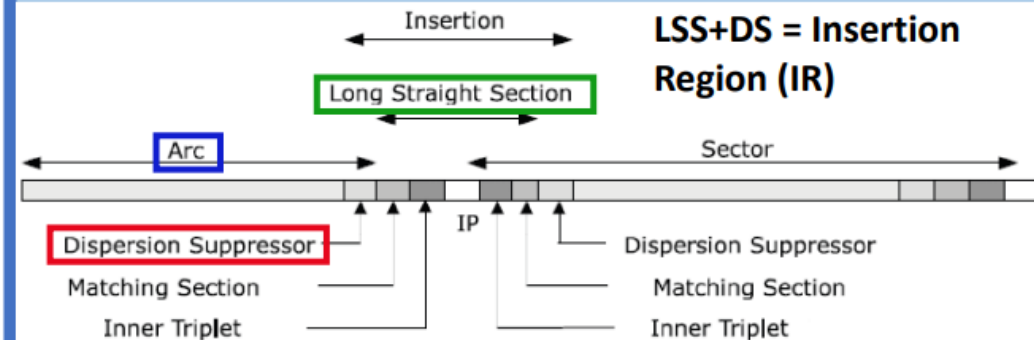 Insertion
LSS+DS = Insertion
Region (IR)
Long Straight Section
Arc
Sector
IP
Dispersion Suppressor
Dispersion Suppressor
Matching Section
Matching Section
Inner Triplet
Inner Triplet